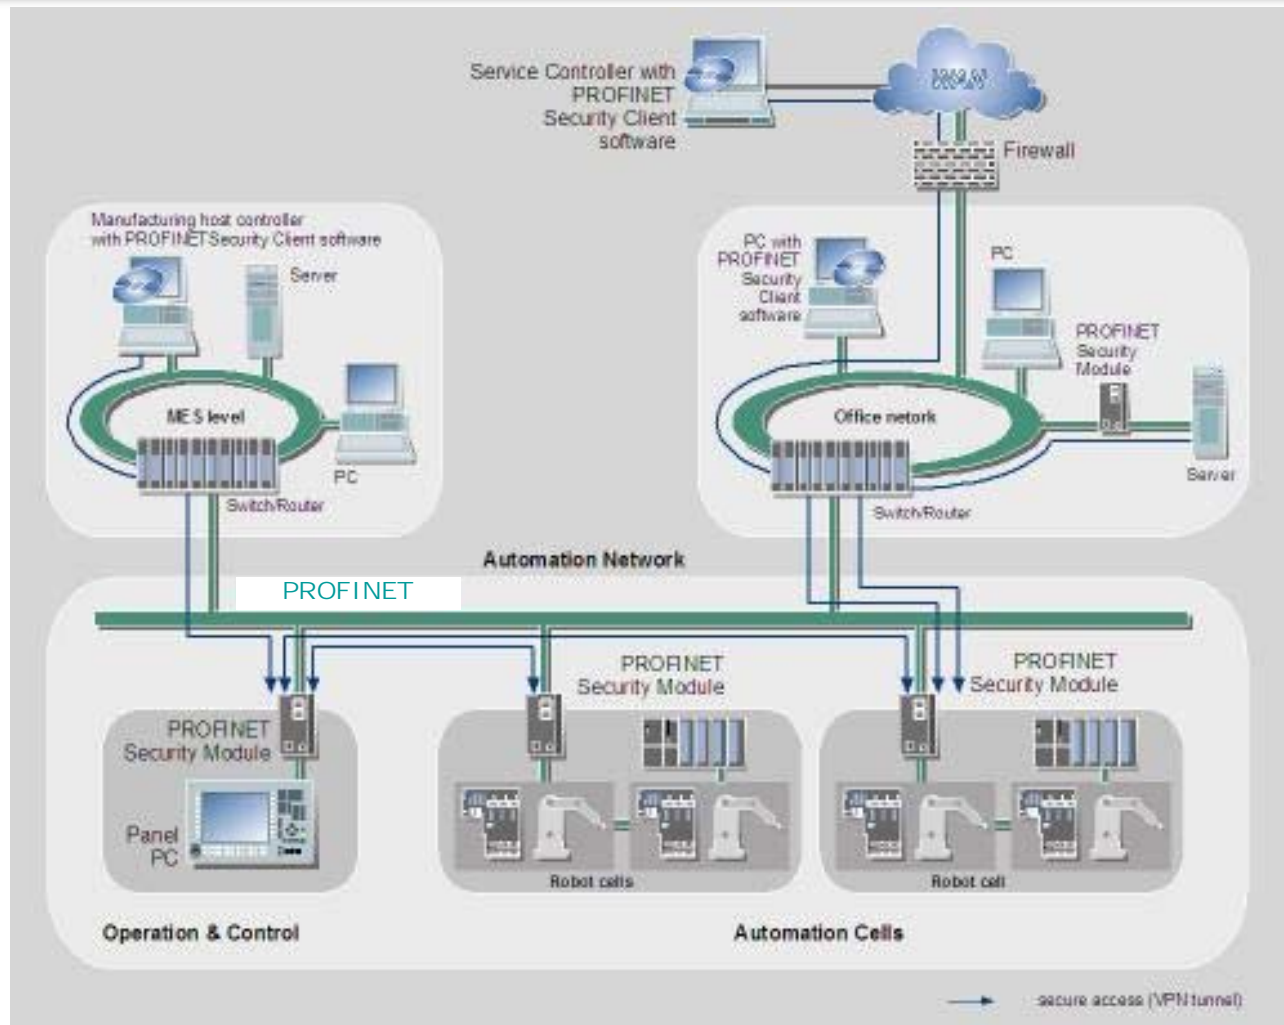 Service Controller with
PROFINET
Security Client
software
WAN
Firewall
Manufacturing host controller
with PROFINET Security Client software
Server
MES level
PC
Switch/Router
PC with
PROFINET
Security
Client
software
PC
PROFINET
Security
Module
Office netork
Server
Switch/Router
Automation Network
PROFINET
PROFINET
Security Module
PROFINET
Security Module
PROFINET
Security Module
Panel
PC
Robot cells
Robot cell
Operation & Control
Automation Cells
secure access (VPN tunnel)